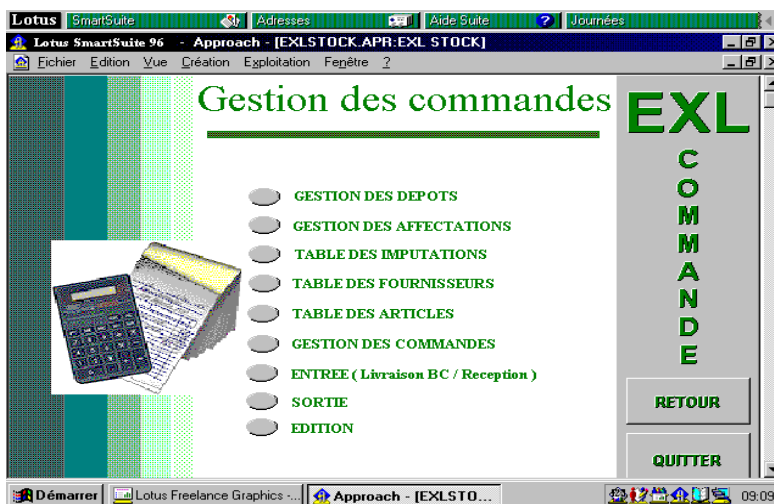 Lotus SmartSuite Adresses Aide Suite ? Journées
Lotus SmartSuite 96 - Approach - [EXLSTOCK.APR:EXL STOCK]
Fichier Edition Vue Création Exploitation Fenêtre ?
Gestion des commandes
EXL
COMMANDE
GESTION DES DEPOTS
GESTION DES AFFECTATIONS
TABLE DES IMPUTATIONS
TABLE DES FOURNISSEURS
TABLE DES ARTICLES
GESTION DES COMMANDES
ENTREE ( Livraison BC / Reception )
SORTIE
EDITION
RETOUR
QUITTER
Démarrer Lotus Freelance Graphics -... Approach - [EXLSTO... 09:09